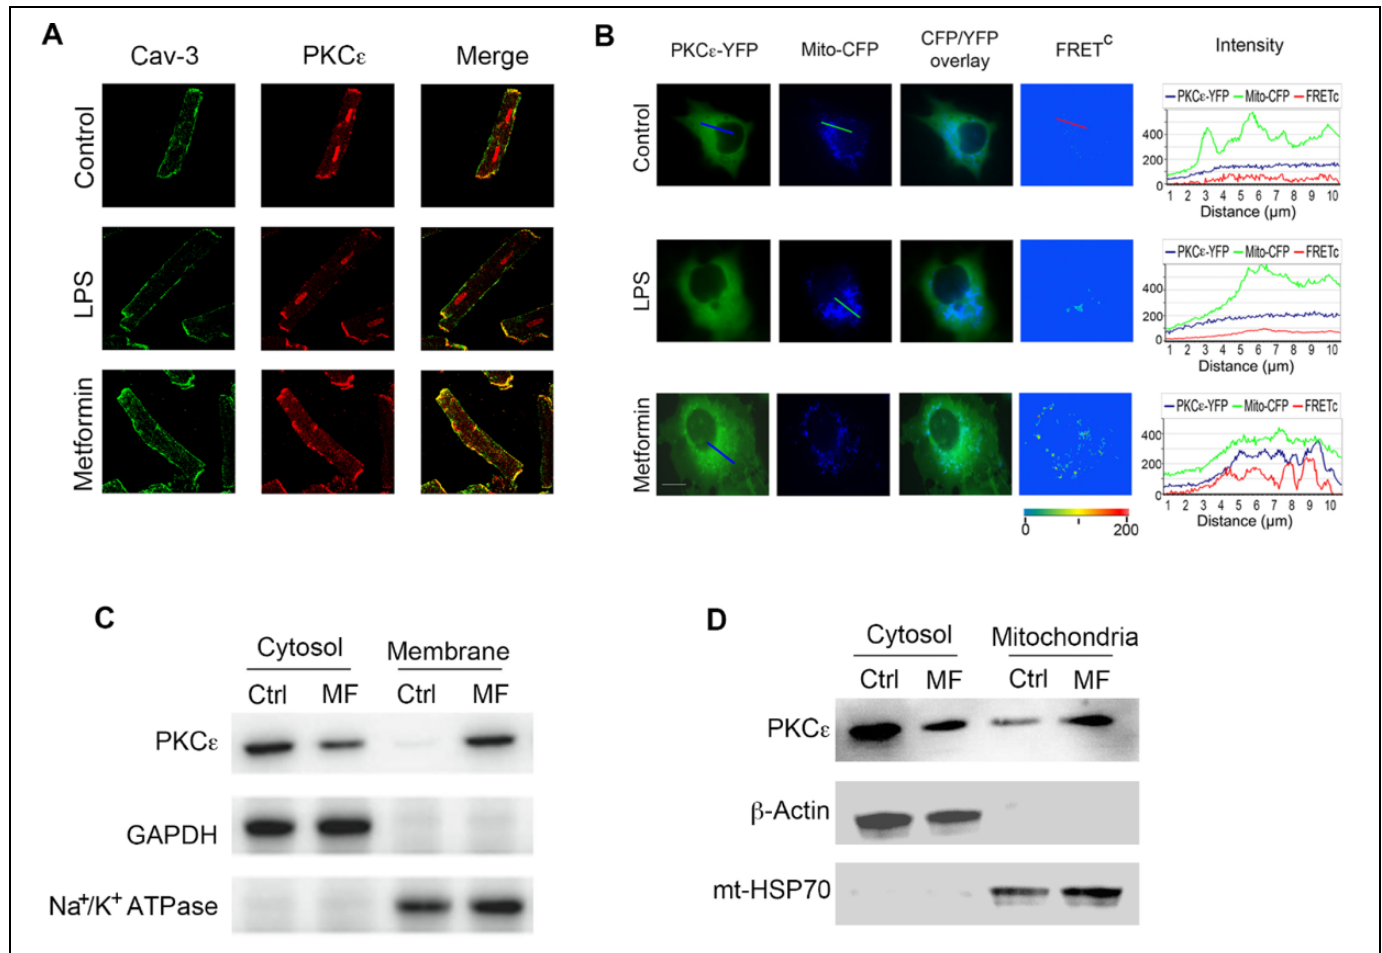 A
Cav-3 PKCε Merge
Control
LPS
Metformin
B
PKCε-YFP Mito-CFP CFP/YFP overlay FRETᶜ Intensity
Control
PKCε-YFP Mito-CFP FRETc
400
200
0
1 2 3 4 5 6 7 8 9 10
Distance (µm)
LPS
PKCε-YFP Mito-CFP FRETc
400
200
0
1 2 3 4 5 6 7 8 9 10
Distance (µm)
Metformin
PKCε-YFP Mito-CFP FRETc
400
200
0
1 2 3 4 5 6 7 8 9 10
Distance (µm)
0 200
C
Cytosol Membrane
Ctrl MF Ctrl MF
PKCε
GAPDH
Na⁺/K⁺ ATPase
D
Cytosol Mitochondria
Ctrl MF Ctrl MF
PKCε
β-Actin
mt-HSP70